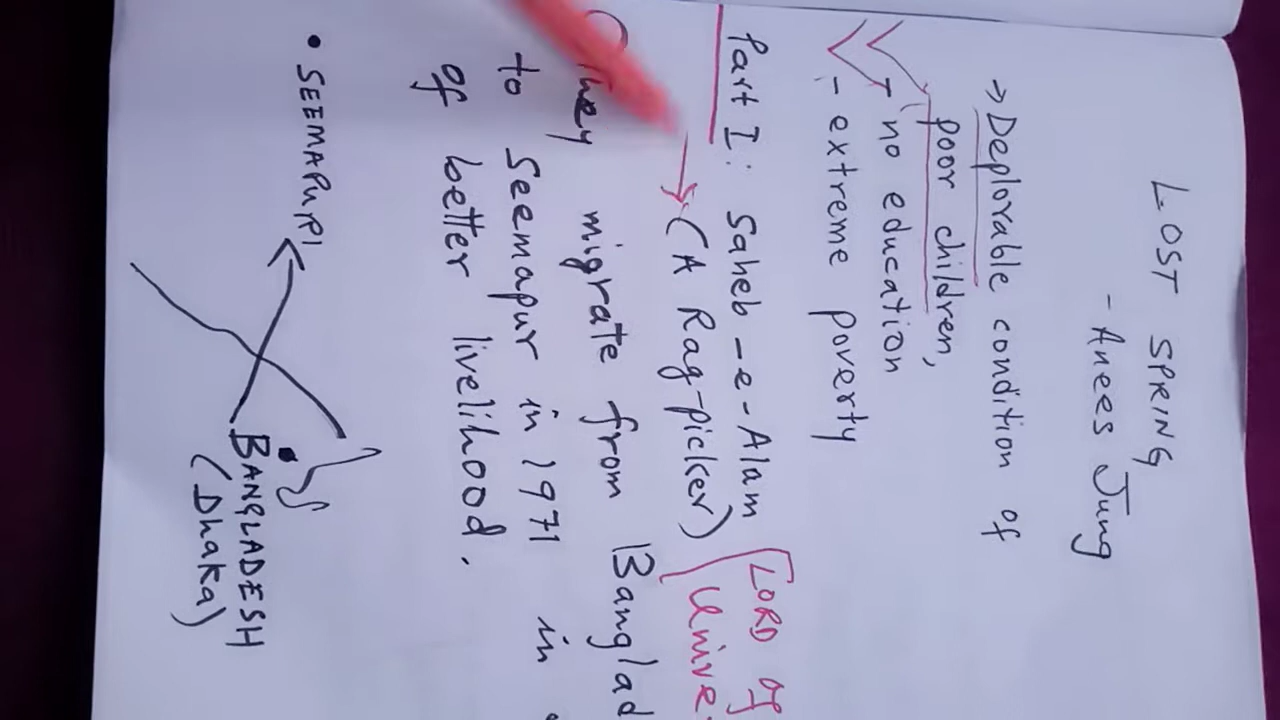 LOST SPRING
- Anees Jung
→ Deplorable condition of
poor children,
- no education
- extreme poverty
Part I: Saheb-e-Alam [LORD OF
→ (A Rag-picker) Unive
They migrate from Banglad
to Seemapur in 1971 in
of better livelihood.
• SEEMAPURI
BANGLADESH
(Dhaka)